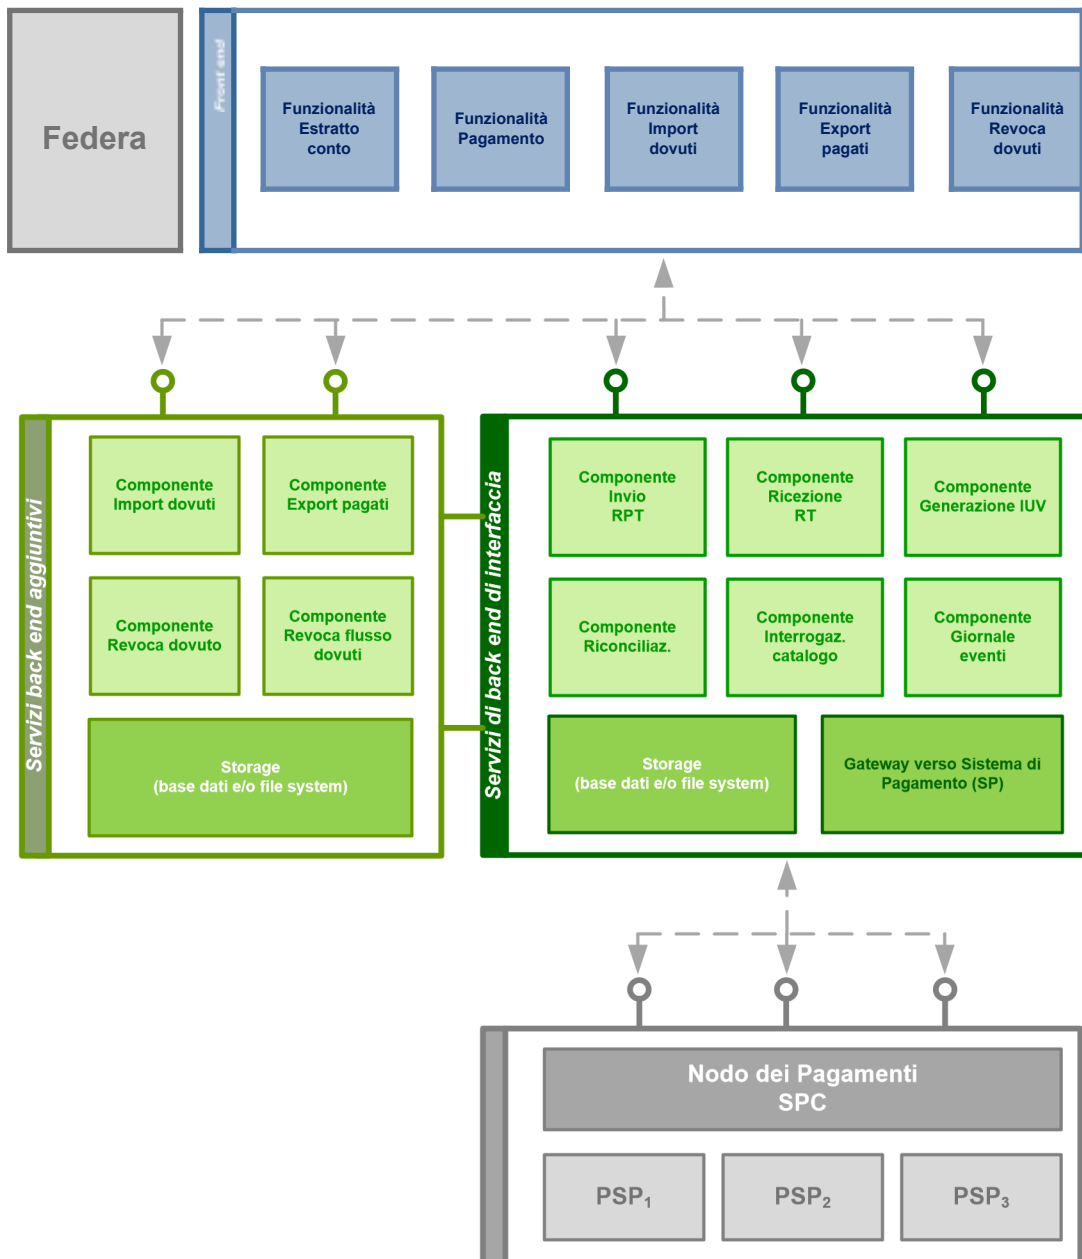 Federa
Front end
Funzionalità
Estratto
conto
Funzionalità
Pagamento
Funzionalità
Import
dovuti
Funzionalità
Export
pagati
Funzionalità
Revoca
dovuti
Servizi back end aggiuntivi
Componente
Import dovuti
Componente
Export pagati
Componente
Revoca dovuto
Componente
Revoca flusso
dovuti
Storage
(base dati e/o file system)
Servizi di back end di interfaccia
Componente
Invio
RPT
Componente
Ricezione
RT
Componente
Generazione IUV
Componente
Riconciliaz.
Componente
Interrogaz.
catalogo
Componente
Giornale
eventi
Storage
(base dati e/o file system)
Gateway verso Sistema di
Pagamento (SP)
Nodo dei Pagamenti
SPC
PSP1
PSP2
PSP3